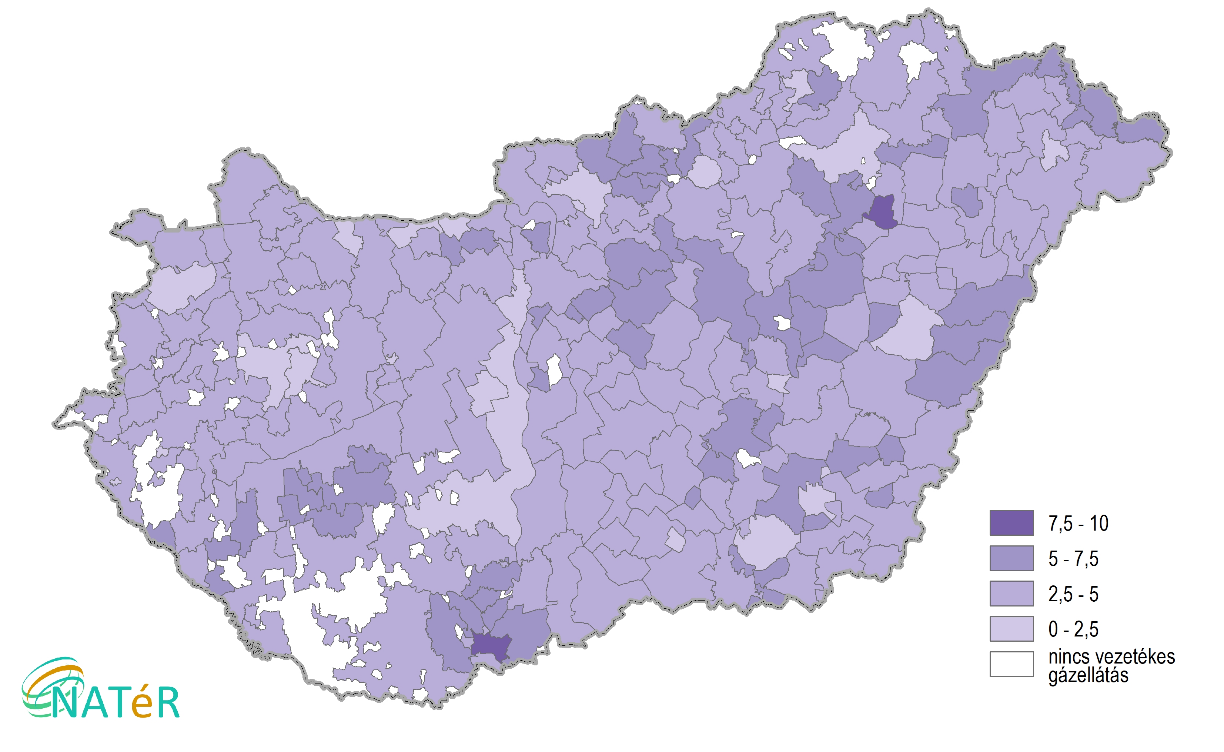 7,5 - 10
5 - 7,5
2,5 - 5
0 - 2,5
nincs vezetékes
gázellátás
NATéR